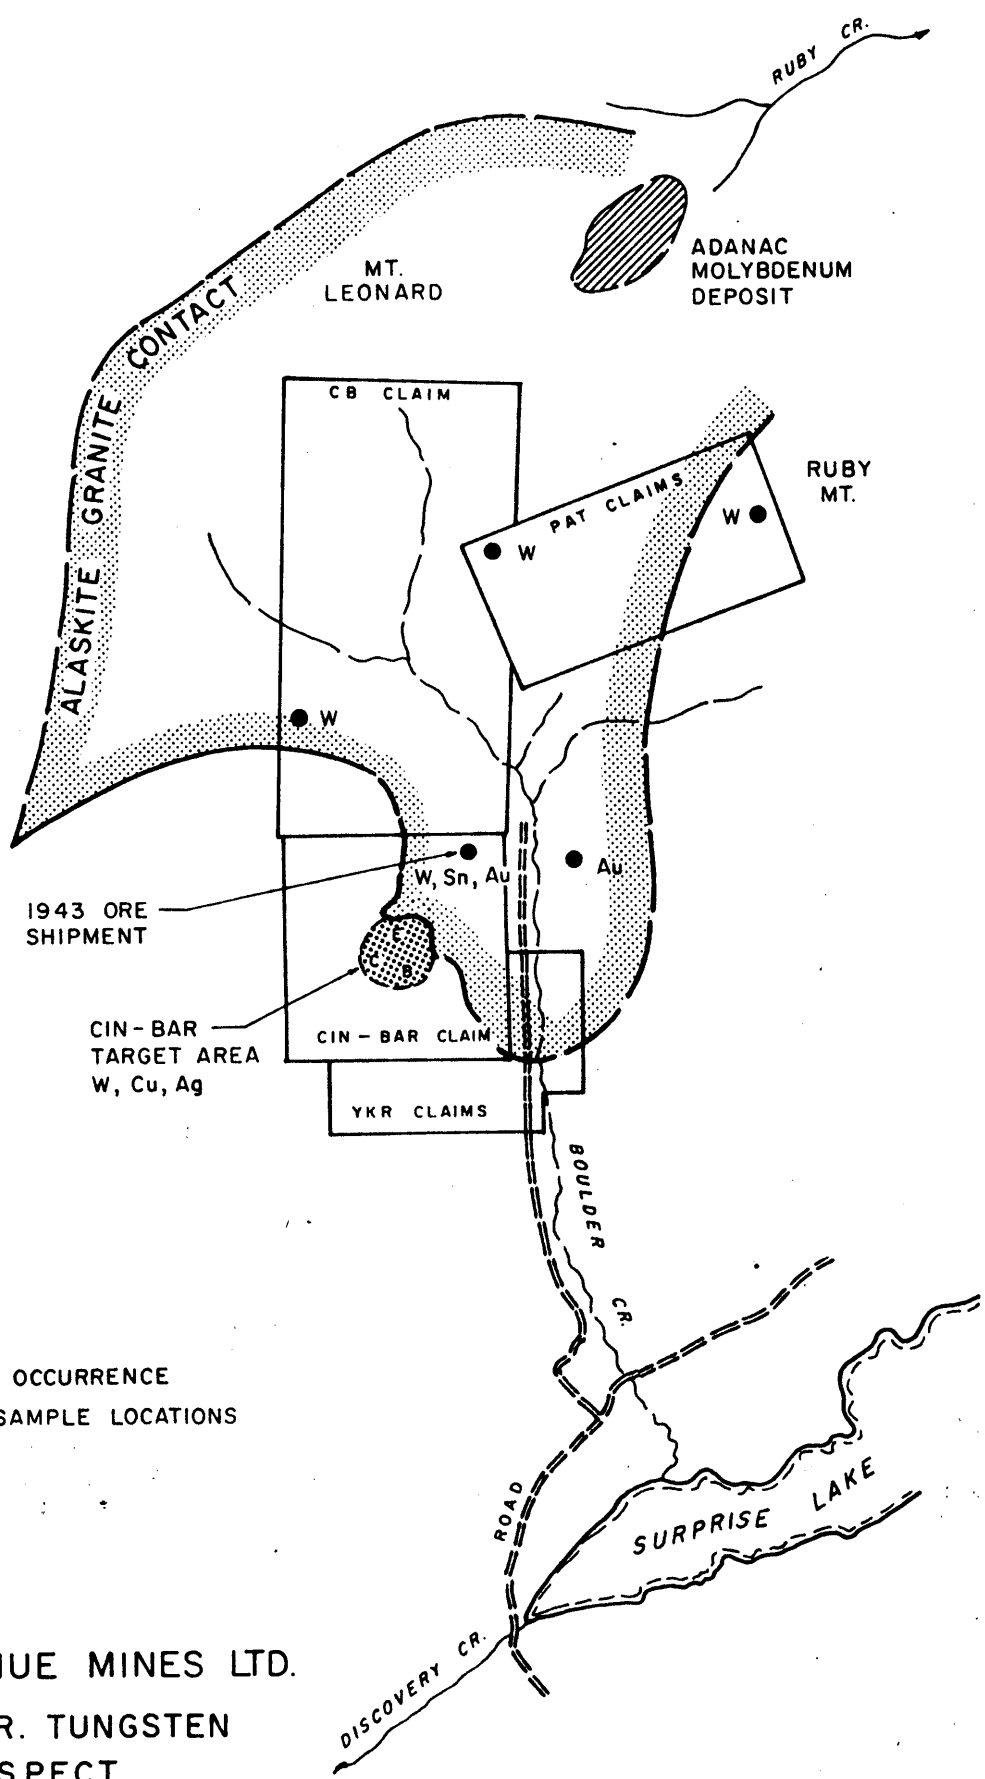 RUBY CR.
ADANAC
MOLYBDENUM
DEPOSIT
MT.
LEONARD
ALASKITE GRANITE CONTACT
CB CLAIM
PAT CLAIMS
RUBY
MT.
W
W
W
W, Sn, Au
Au
1943 ORE
SHIPMENT
E
C
B
CIN-BAR
TARGET AREA
W, Cu, Ag
CIN-BAR CLAIM
YKR CLAIMS
BOULDER CR.
OCCURRENCE
SAMPLE LOCATIONS
ROAD
SURPRISE LAKE
DISCOVERY CR.
MINES LTD.
R. TUNGSTEN